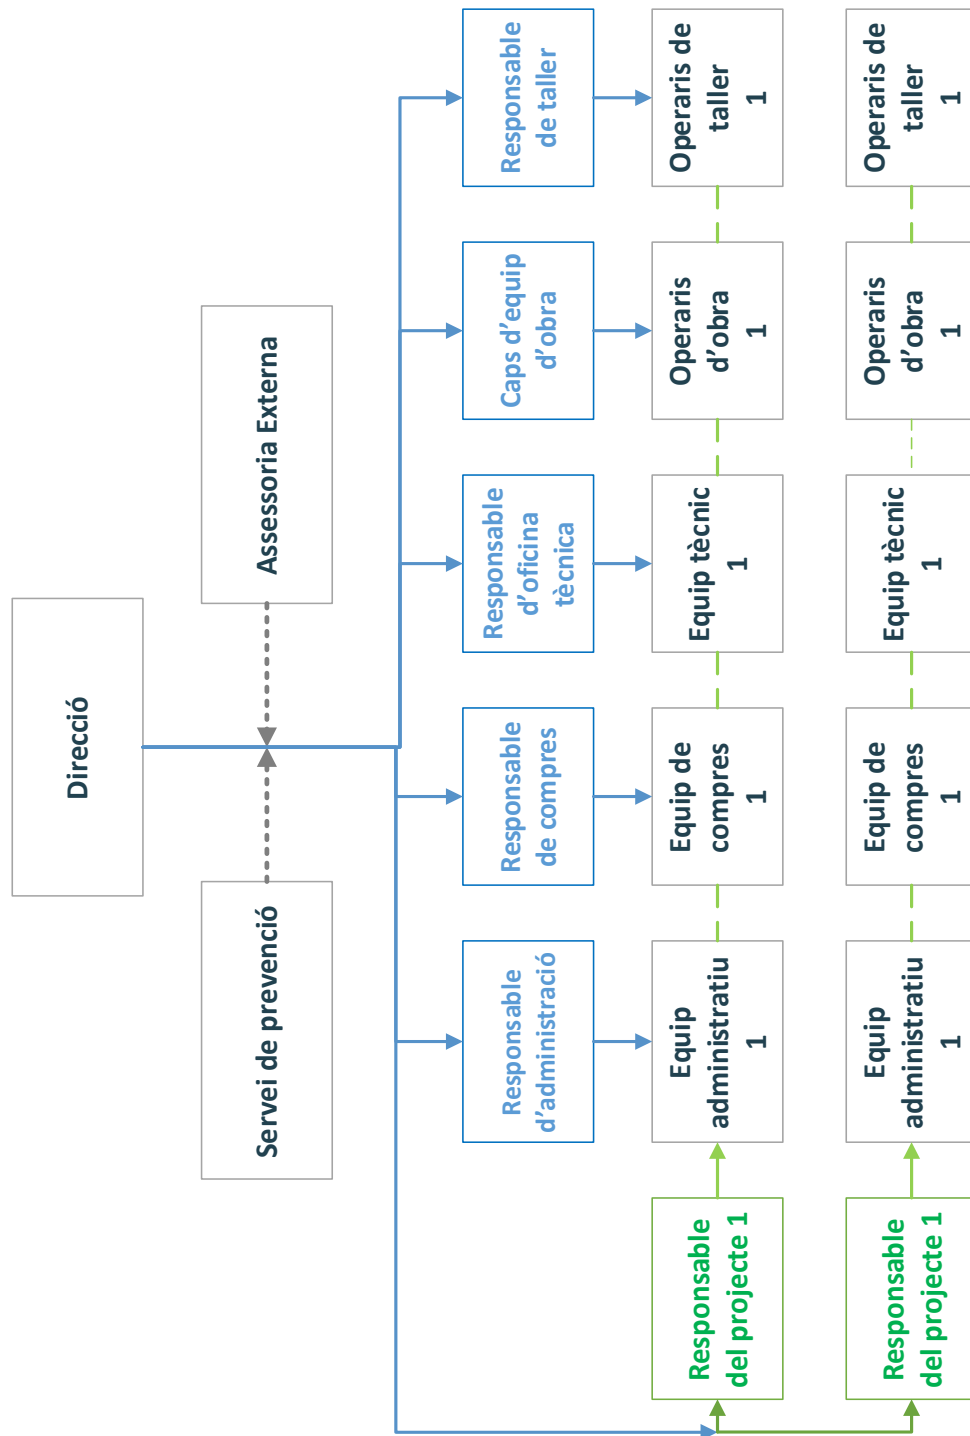 Direcció
Servei de prevenció
Assessoria Externa
Responsable
d'administració
Responsable
de compres
Responsable
d'oficina
tècnica
Caps d'equip
d'obra
Responsable
de taller
Responsable
del projecte 1
Equip
administratiu
1
Equip de
compres
1
Equip tècnic
1
Operaris
d'obra
1
Operaris de
taller
1
Responsable
del projecte 1
Equip
administratiu
1
Equip de
compres
1
Equip tècnic
1
Operaris
d'obra
1
Operaris de
taller
1